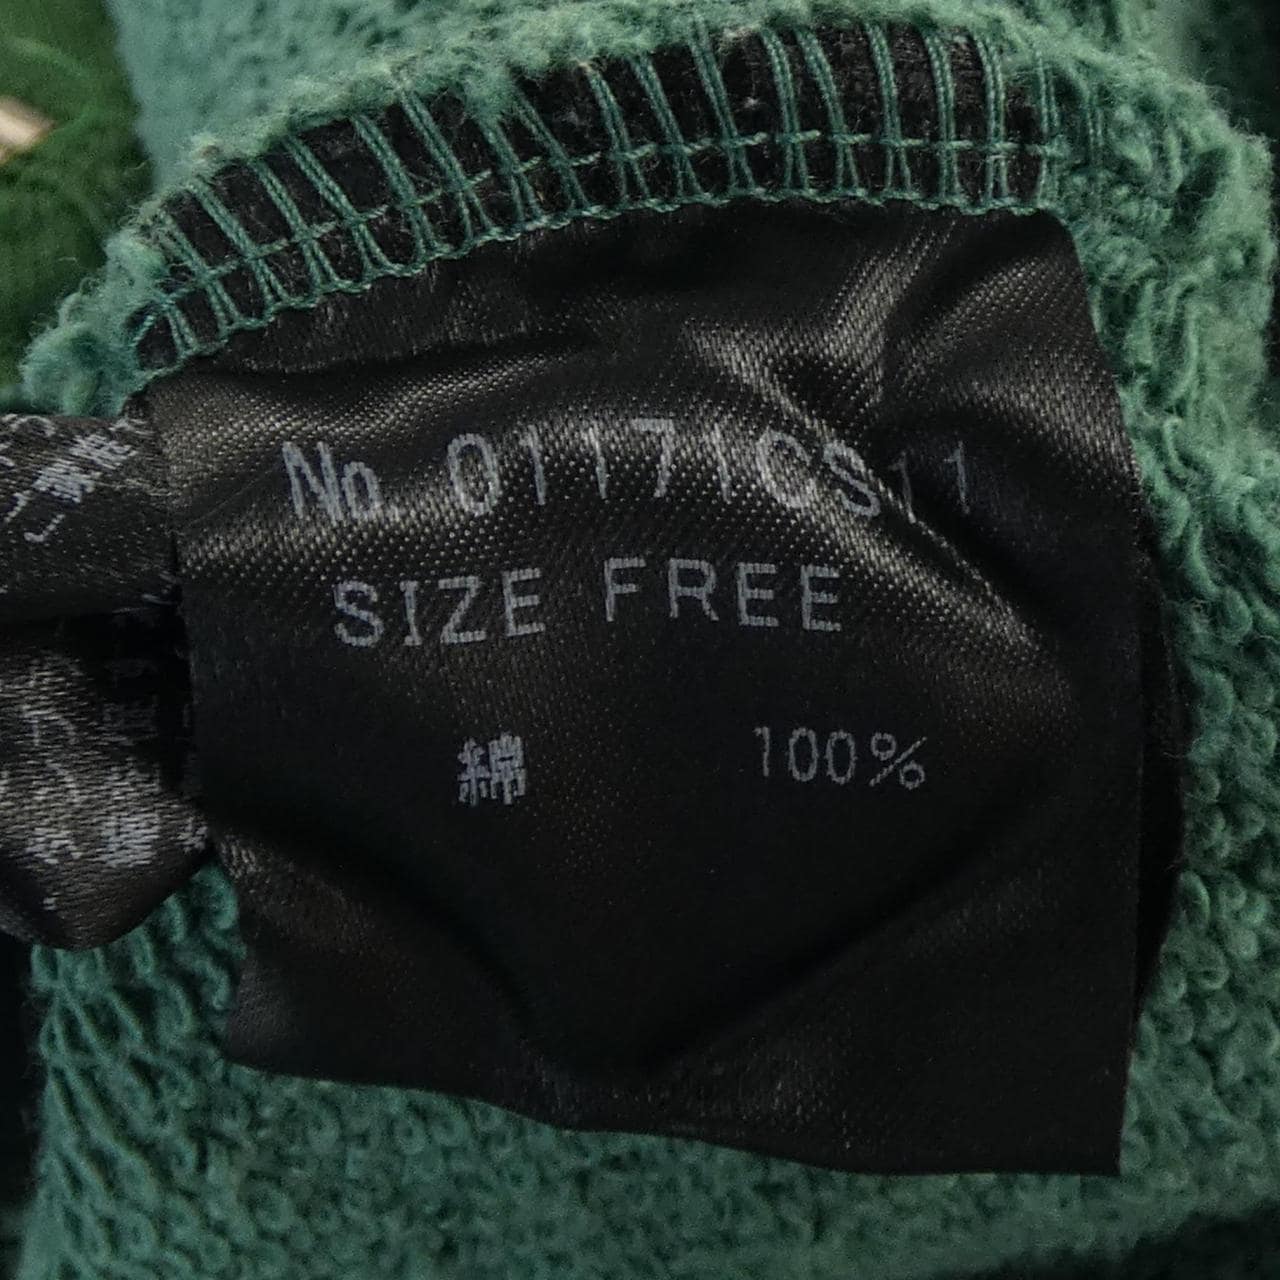 No. 01171CS11
SIZE FREE
綿 100%